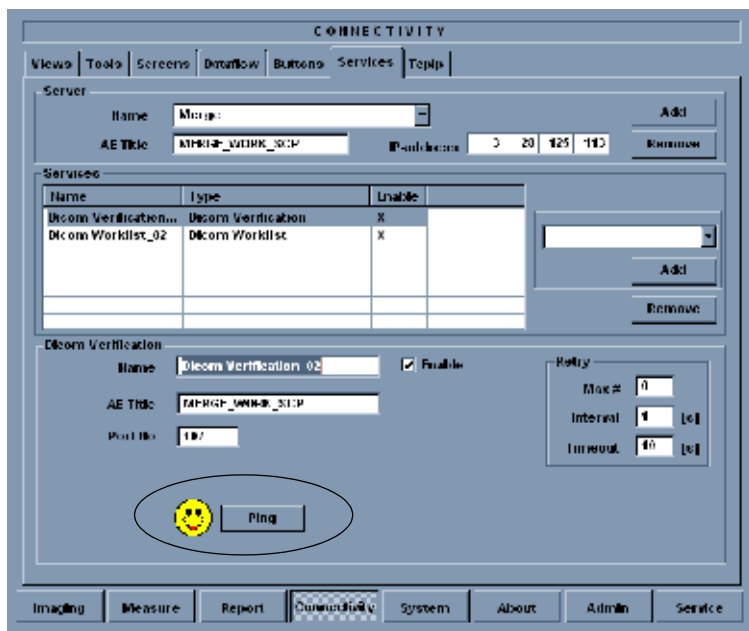 CONNECTIVITY
Views Tools Screens Dataflow Buttons Services Tcpip
Server
Name Merge Add
AE Title MERGE_WORK_SCP IP-address 3 28 125 Remove
Services
Name Type Enable
Dicom Verification... Dicom Verification X
Dicom Worklist_02 Dicom Worklist X
Add
Remove
Dicom Verification
Name Dicom Verification_02 Enable Retry
Max # 0
AE Title MERGE_WORK_SCP Interval 1 [s]
Port No Timeout 10 [s]
Ping
Imaging Measure Report Connectivity System About Admin Service